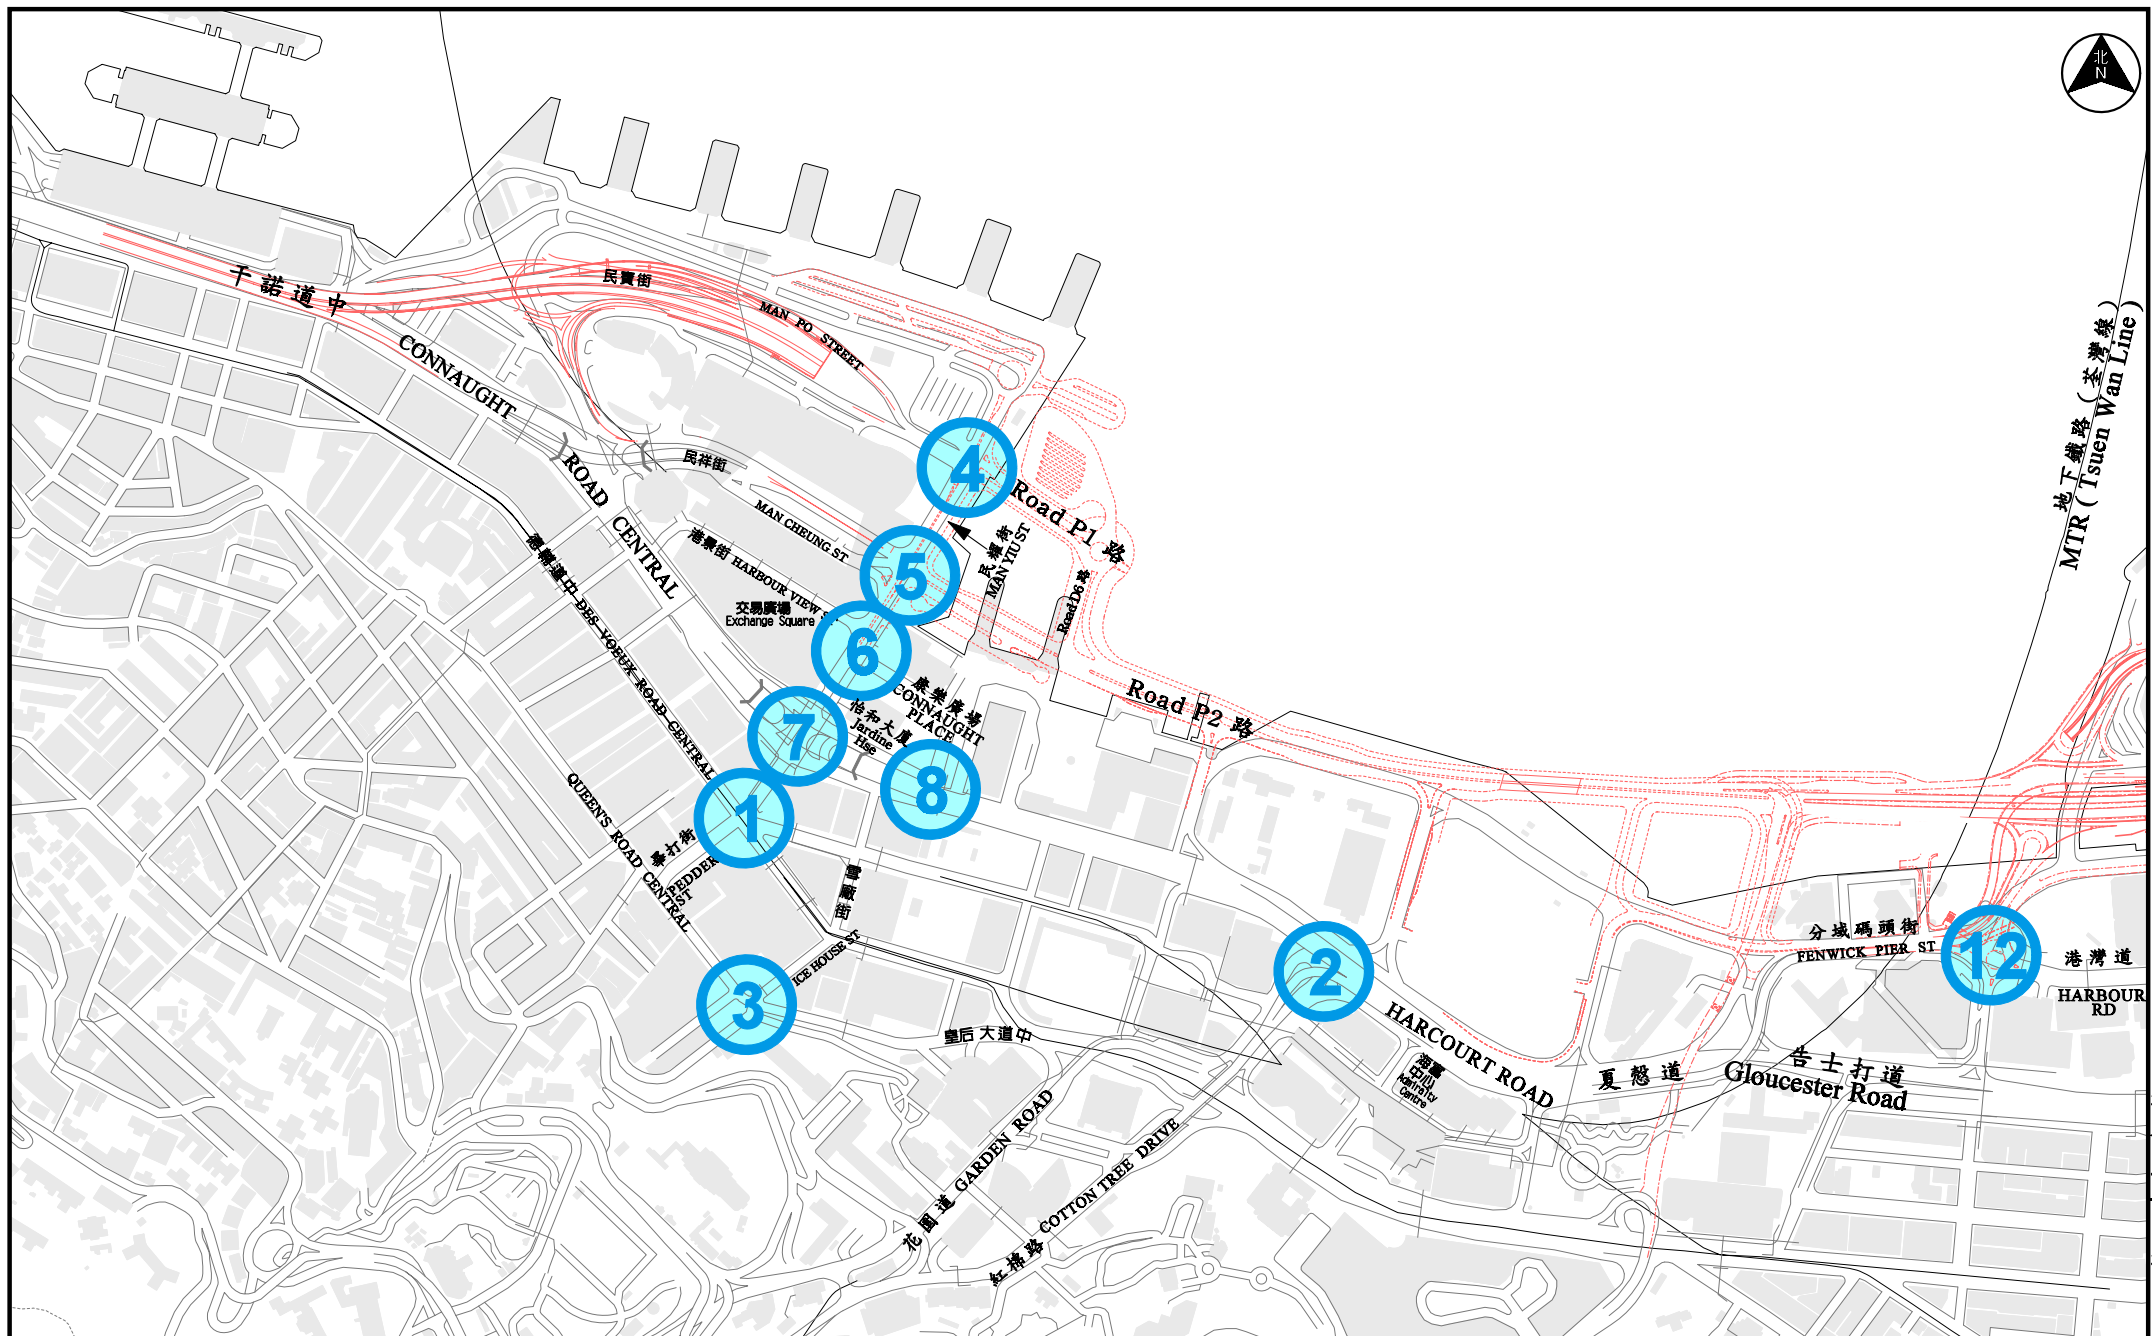 北
N
干諾道中
CONNAUGHT
ROAD CENTRAL
民寶街
MAN PO STREET
民祥街
MAN CHEUNG ST
港景街 HARBOUR VIEW
交易廣場
Exchange Square
德輔道中 DES VOEUX ROAD CENTRAL
QUEEN'S ROAD CENTRAL
畢打街
PEDDER
ST
4
5
6
7
1
8
3
2
12
民耀街
MAN YIU ST
Road P1 路
Road D6 路
Road P2 路
康樂廣場
CONNAUGHT
PLACE
怡和大廈
Jardine
Hse
雪廠街
ICE HOUSE ST
皇后大道中
花園道 GARDEN ROAD
紅棉路 COTTON TREE DRIVE
HARCOURT ROAD
夏慤道
海富
中心
Admiralty
Centre
告士打道
Gloucester Road
分域碼頭街
FENWICK PIER ST
港灣道
HARBOUR
RD
地下鐵路 ( 荃灣線 )
MTR ( Tsuen Wan Line )